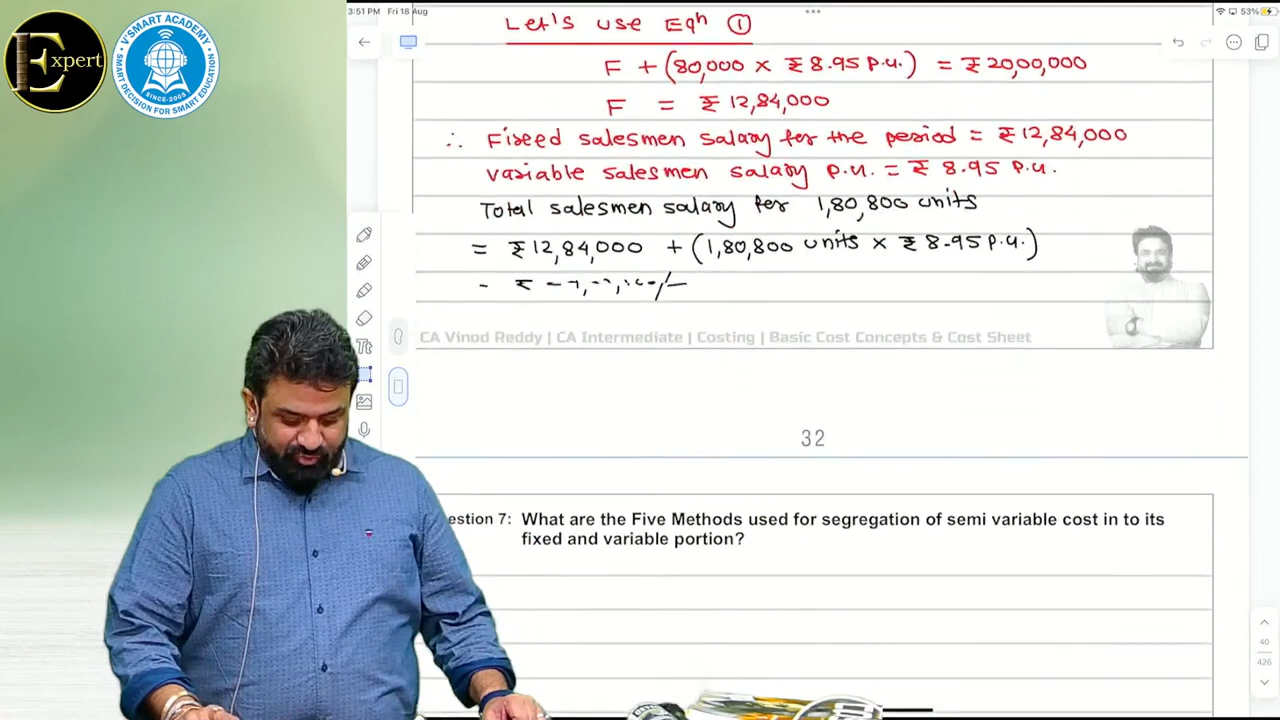 3:51 PM Fri 18 Aug
53%
Expert
V SMART ACADEMY
SINCE-2005
SMART DECISION FOR SMART EDUCATION
Let's use Eqn ①
F + (80,000 × ₹ 8.95 p.u.) = ₹ 20,00,000
F = ₹ 12,84,000
∴ Fixeed salesmen salary for the period = ₹ 12,84,000
variable salesmen salary p.u. = ₹ 8.95 p.u.
Total salesmen salary for 1,80,800 units
= ₹ 12,84,000 + (1,80,800 units × ₹ 8.95 p.u.)
Tt
CA Vinod Reddy | CA Intermediate | Costing | Basic Cost Concepts & Cost Sheet
32
estion 7: What are the Five Methods used for segregation of semi variable cost in to its
fixed and variable portion?
40
426